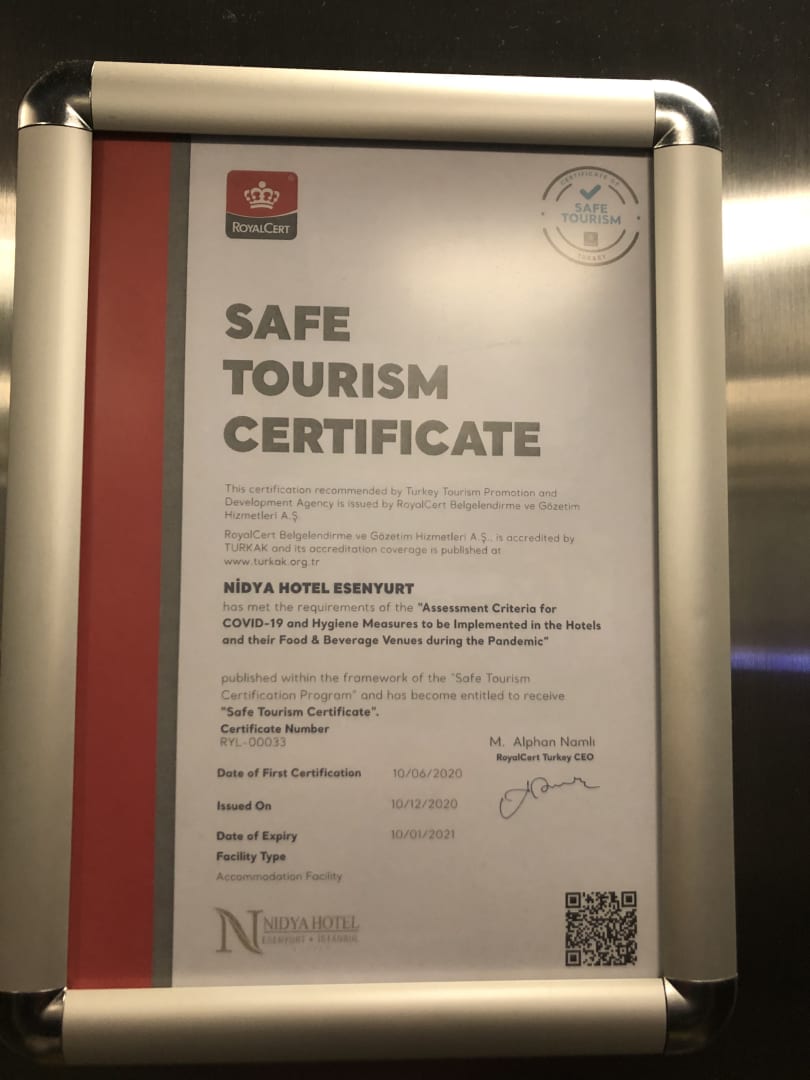 ROYALCERT
CERTIFICATE OF
SAFE
TOURISM
TURKEY
SAFE
TOURISM
CERTIFICATE
This certification recommended by Turkey Tourism Promotion and
Development Agency is issued by RoyalCert Belgelendirme ve Gözetim
Hizmetleri A.Ş.
RoyalCert Belgelendirme ve Gözetim Hizmetleri A.Ş., is accredited by
TURKAK and its accreditation coverage is published at
www.turkak.org.tr
NİDYA HOTEL ESENYURT
has met the requirements of the "Assessment Criteria for
COVID-19 and Hygiene Measures to be Implemented in the Hotels
and their Food & Beverage Venues during the Pandemic"
published within the framework of the "Safe Tourism
Certification Program" and has become entitled to receive
"Safe Tourism Certificate".
Certificate Number
RYL-00033
M. Alphan Namlı
RoyalCert Turkey CEO
Date of First Certification 10/06/2020
Issued On 10/12/2020
Date of Expiry 10/01/2021
Facility Type
Accommodation Facility
N NIDYA HOTEL
ESENYURT • ISTANBUL